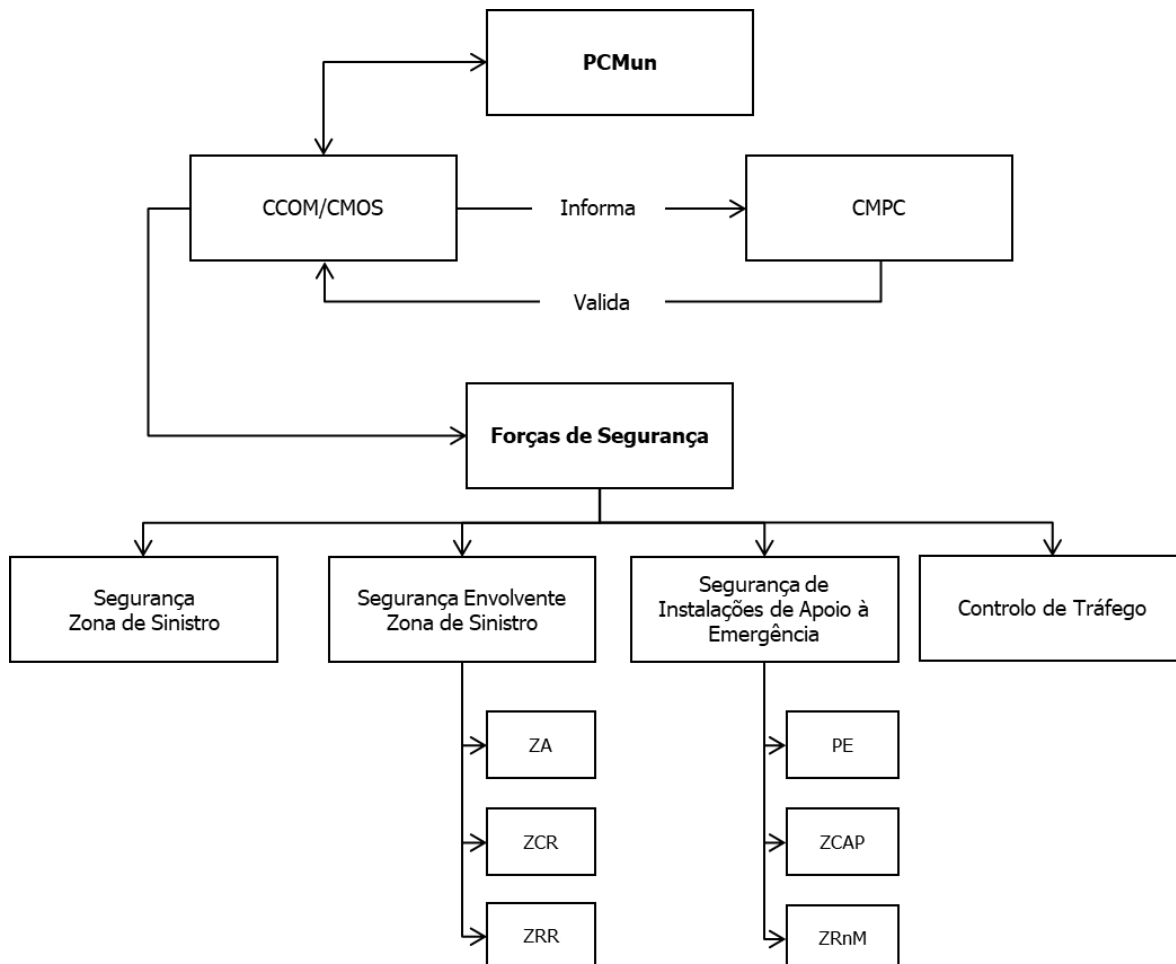 PCMun
CCOM/CMOS
Informa
CMPC
Valida
Forças de Segurança
Segurança
Zona de Sinistro
Segurança Envolvente
Zona de Sinistro
Segurança de
Instalações de Apoio à
Emergência
Controlo de Tráfego
ZA
ZCR
ZRR
PE
ZCAP
ZRnM